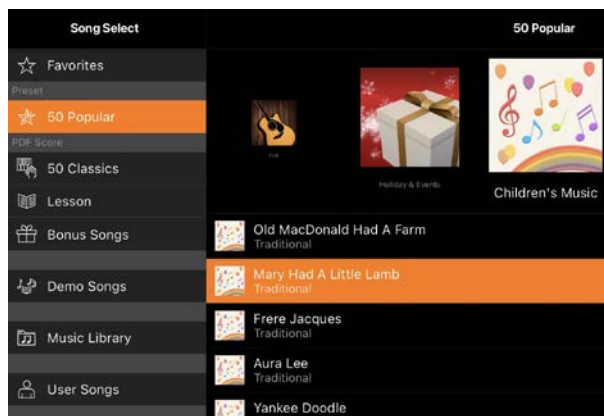 Song Select
50 Popular
Favorites
Preset
50 Popular
PDF Score
50 Classics
Lesson
Bonus Songs
Demo Songs
Music Library
User Songs
Folk
Holiday & Events
Children's Music
Old MacDonald Had A Farm
Traditional
Mary Had A Little Lamb
Traditional
Frere Jacques
Traditional
Aura Lee
Traditional
Yankee Doodle